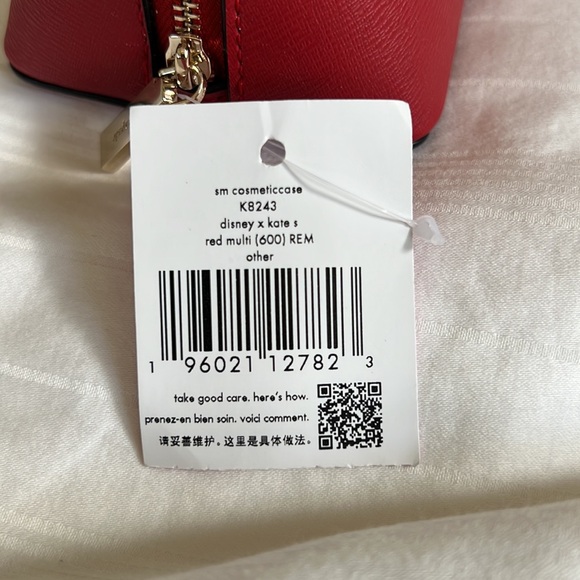 sm cosmeticcase
K8243
disney x kate s
red multi (600) REM
other
1 96021 12782 3
take good care. here's how.
prenez-en bien soin. voici comment.
请妥善维护。这里是具体做法。